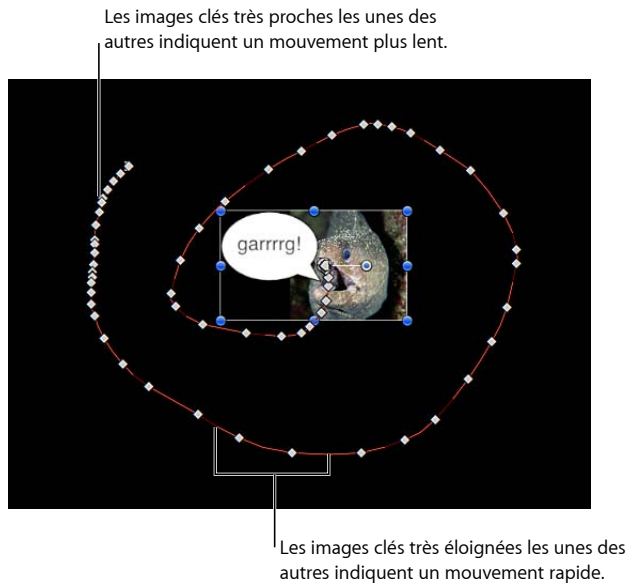 Les images clés très proches les unes des
autres indiquent un mouvement plus lent.
garrrrg!
Les images clés très éloignées les unes des
autres indiquent un mouvement rapide.